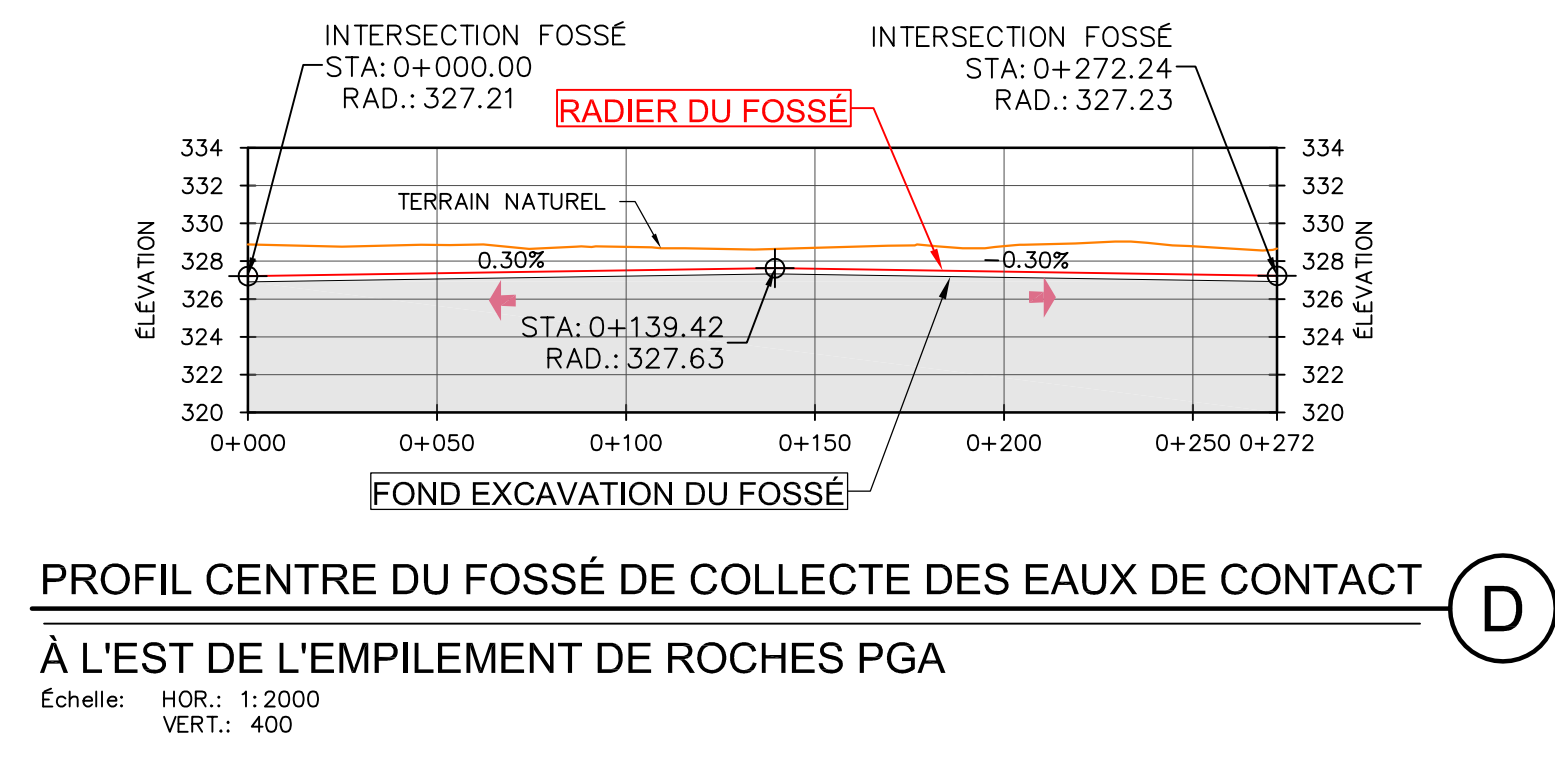 INTERSECTION FOSSÉ
STA: 0+000.00
RAD.: 327.21
INTERSECTION FOSSÉ
STA: 0+272.24
RAD.: 327.23
RADIER DU FOSSÉ
334
332
330
328
326
324
322
320
ÉLÉVATION
TERRAIN NATUREL
0.30%
-0.30%
STA: 0+139.42
RAD.: 327.63
334
332
330
328
326
324
322
320
ÉLÉVATION
0+000
0+050
0+100
0+150
0+200
0+250
0+272
FOND EXCAVATION DU FOSSÉ
PROFIL CENTRE DU FOSSÉ DE COLLECTE DES EAUX DE CONTACT
D
À L'EST DE L'EMPILEMENT DE ROCHES PGA
Échelle: HOR.: 1:2000
VERT.: 400